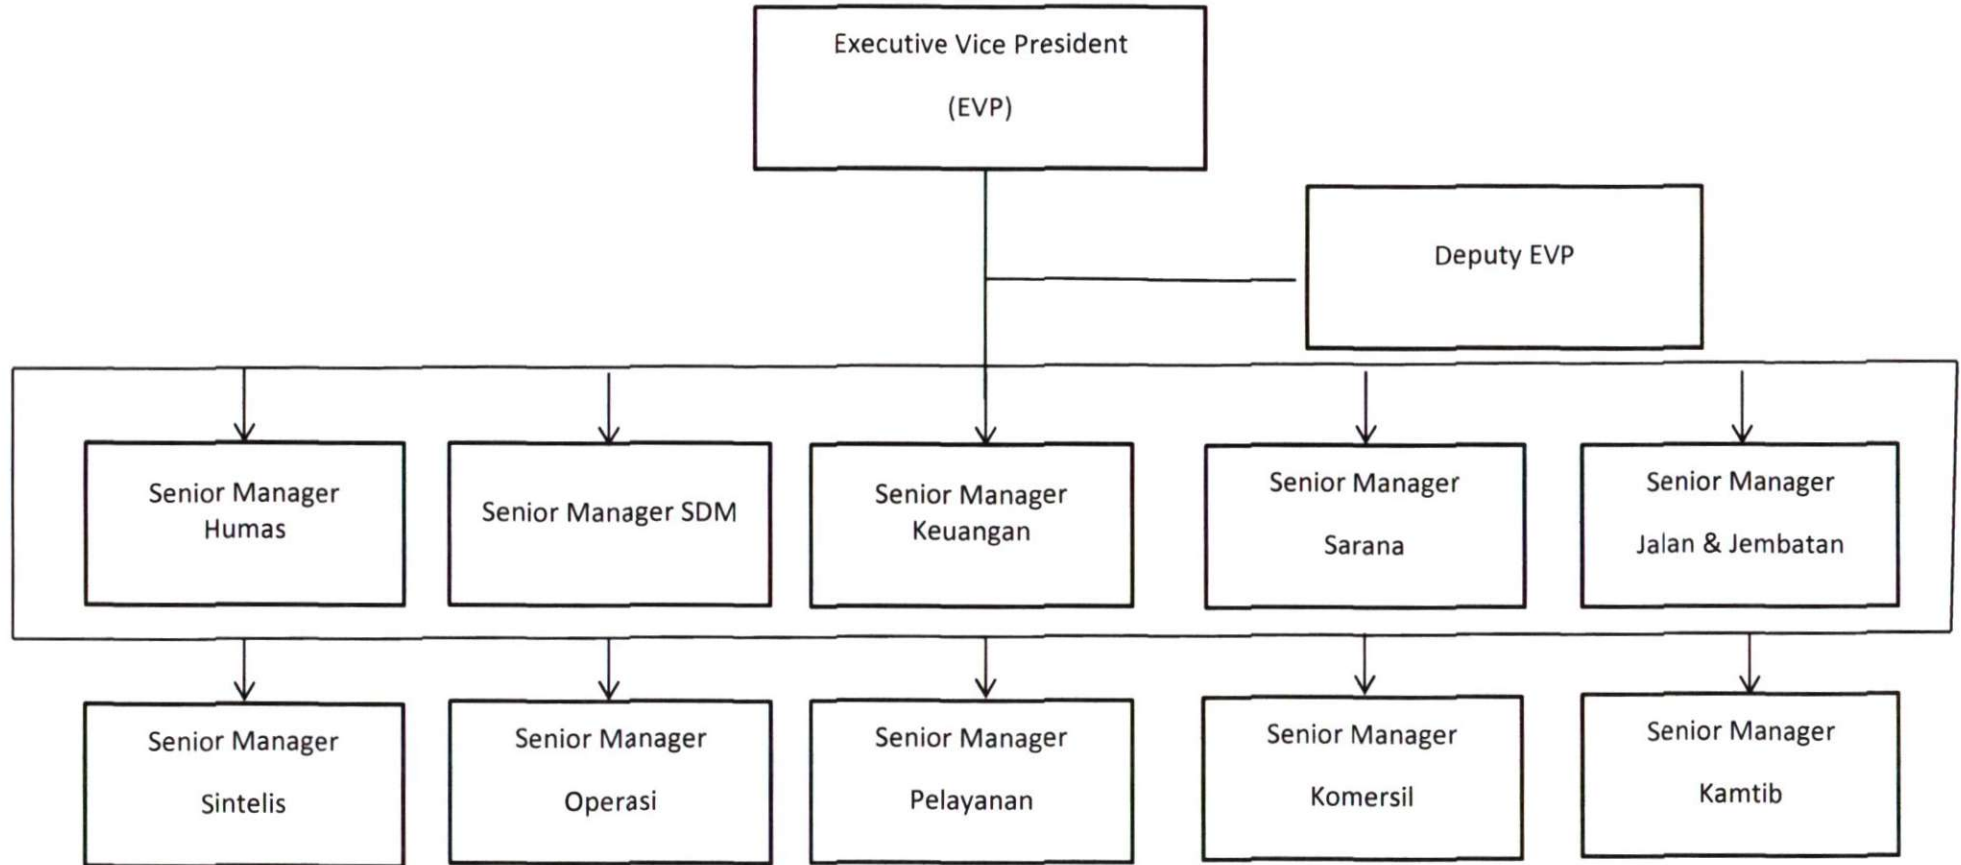 Executive Vice President
(EVP)
Deputy EVP
Senior Manager
Humas
Senior Manager SDM
Senior Manager
Keuangan
Senior Manager
Sarana
Senior Manager
Jalan & Jembatan
Senior Manager
Sintelis
Senior Manager
Operasi
Senior Manager
Pelayanan
Senior Manager
Komersil
Senior Manager
Kamtib